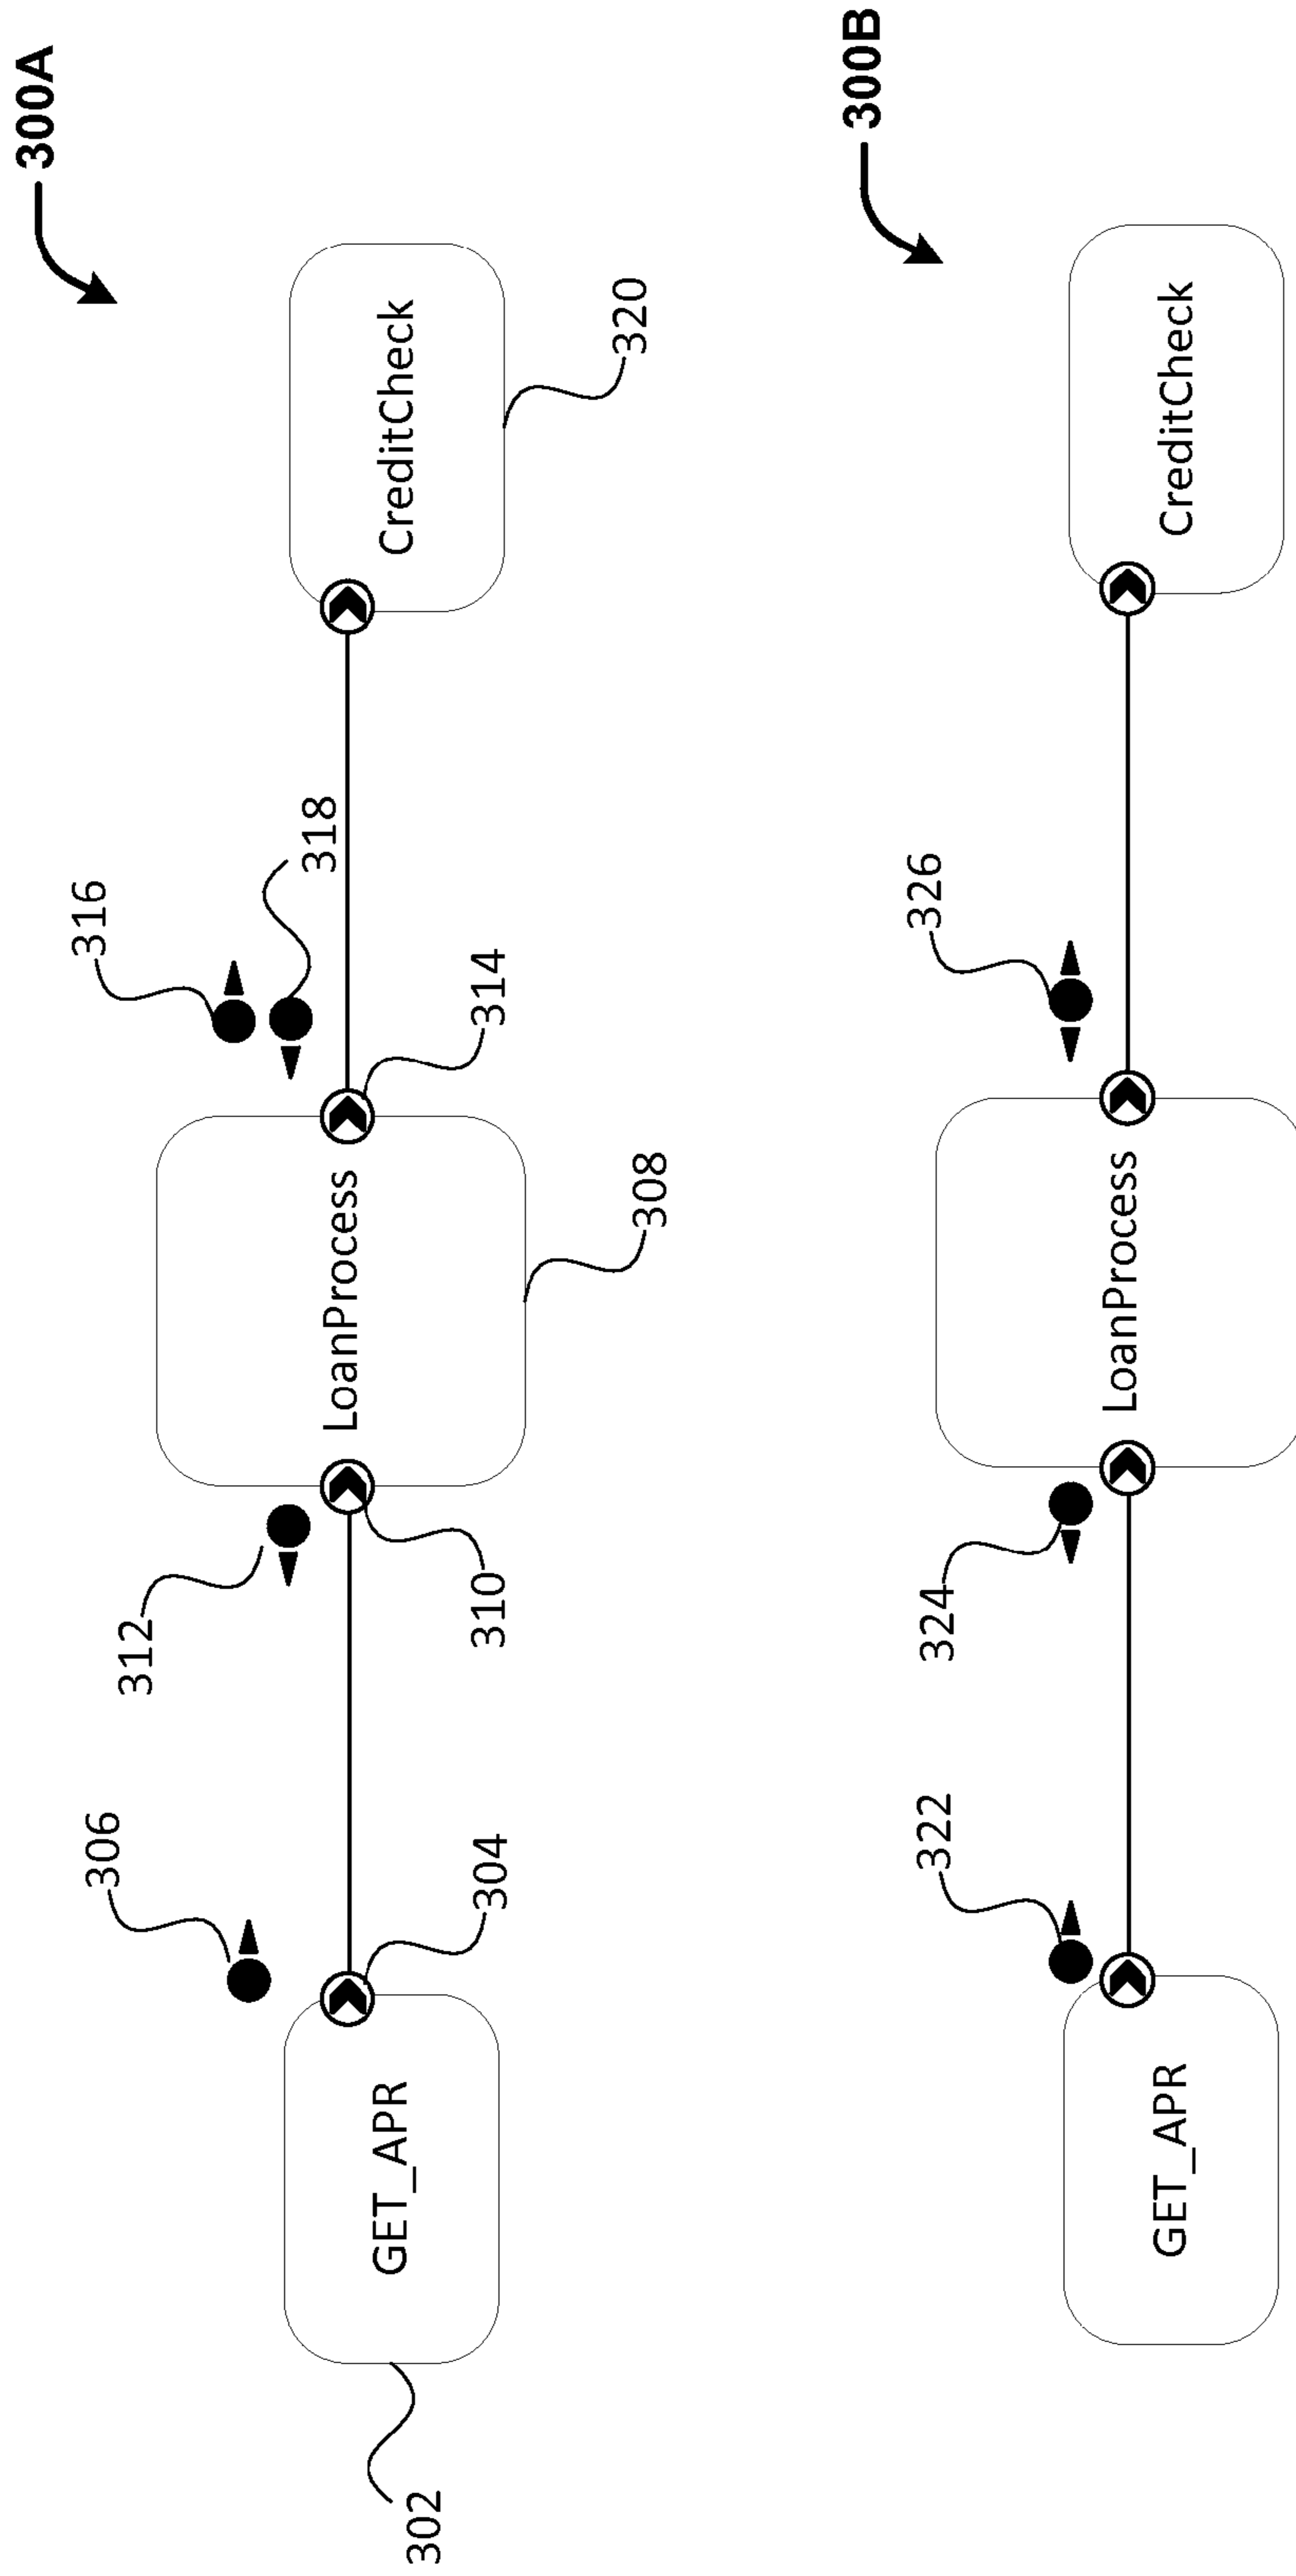 300A
316
318
306
312
GET_APR
LoanProcess
CreditCheck
304
310
314
320
302
308
300B
326
322
324
GET_APR
LoanProcess
CreditCheck